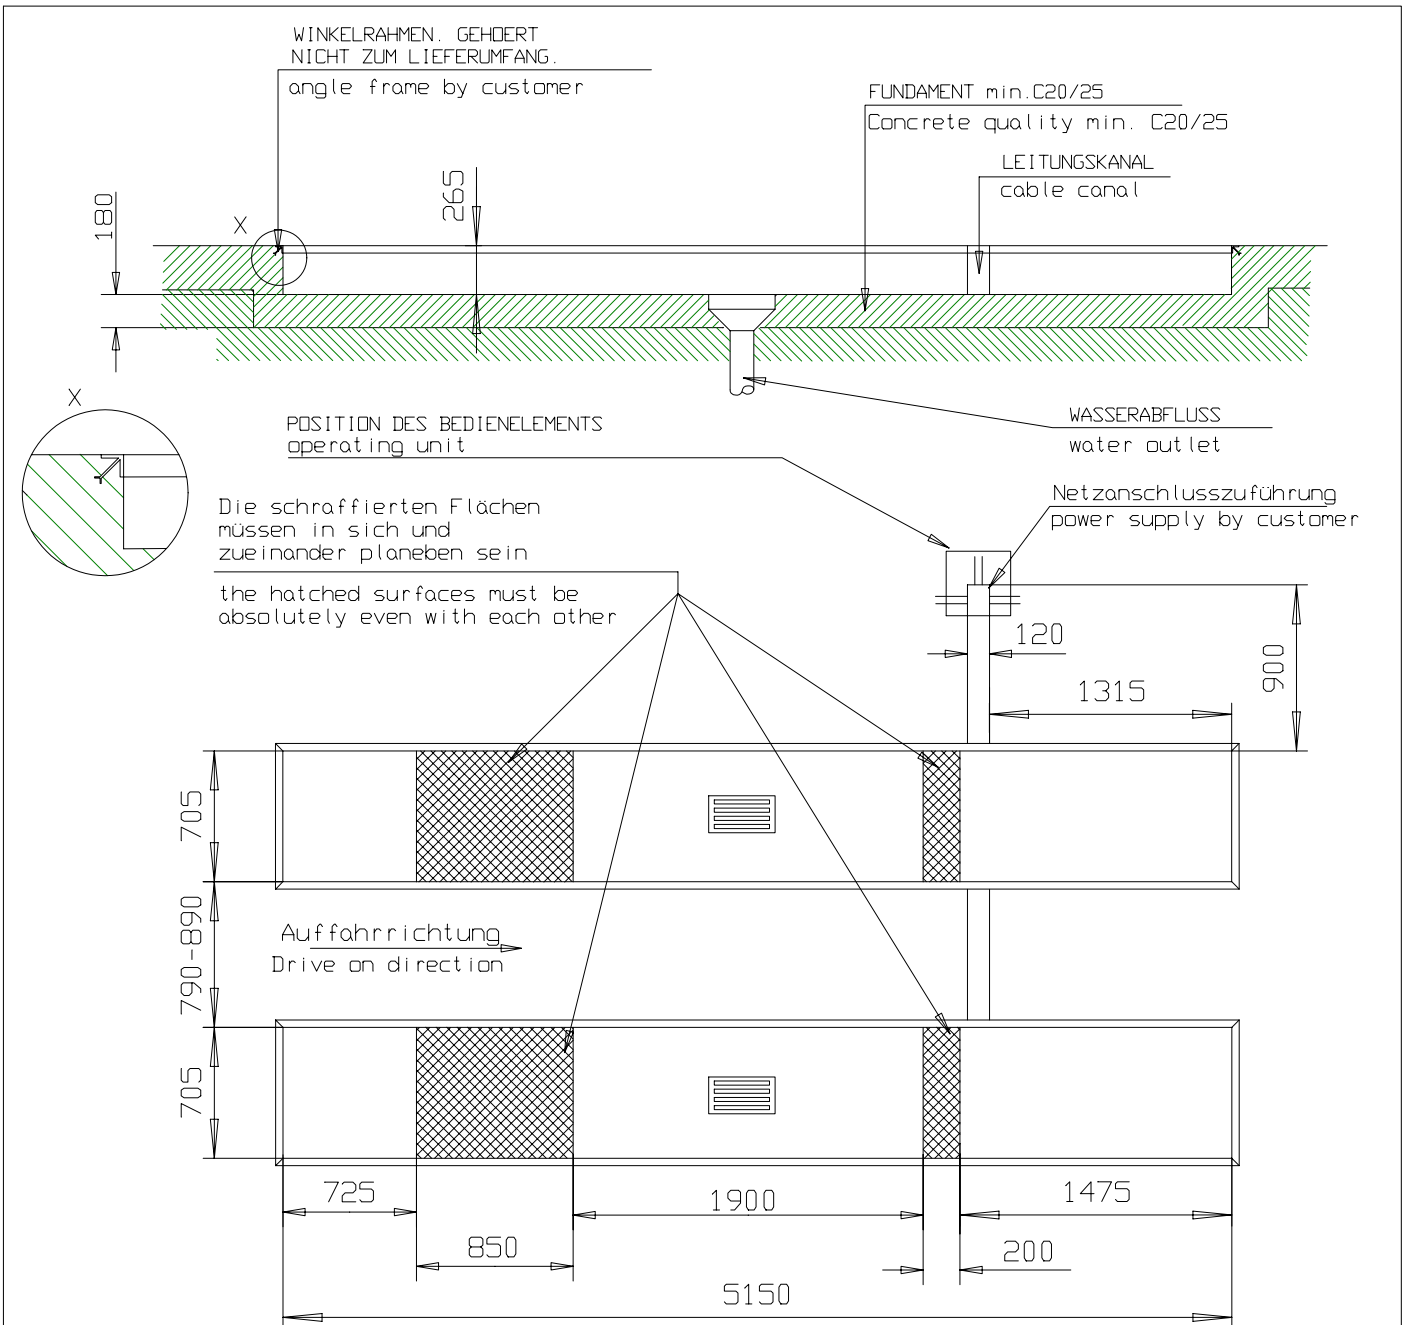 WINKELRAHMEN. GEHOERT
NICHT ZUM LIEFERUMFANG.
angle frame by customer
FUNDAMENT min.C20/25
Concrete quality min. C20/25
LEITUNGSKANAL
cable canal
180
X
265
X
POSITION DES BEDIENELEMENTS
operating unit
WASSERABFLUSS
water outlet
Die schraffierten Flächen
müssen in sich und
zueinander planeben sein
the hatched surfaces must be
absolutely even with each other
Netzanschlusszuführung
power supply by customer
120
900
1315
705
790-890
Auffahrrichtung
Drive on direction
705
725
1900
1475
850
200
5150